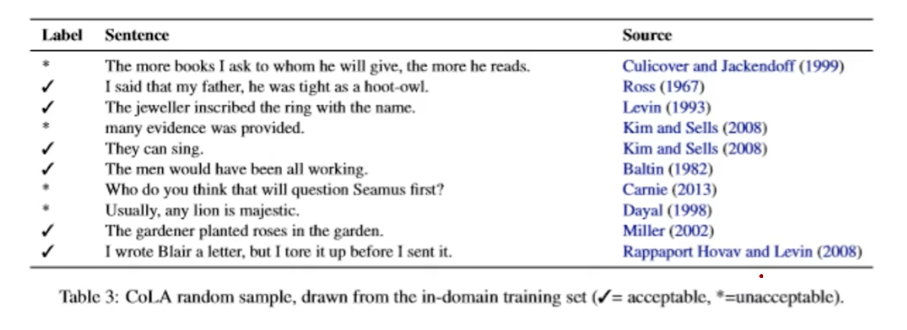 Label Sentence Source
* The more books I ask to whom he will give, the more he reads. Culicover and Jackendoff (1999)
✓ I said that my father, he was tight as a hoot-owl. Ross (1967)
✓ The jeweller inscribed the ring with the name. Levin (1993)
* many evidence was provided. Kim and Sells (2008)
✓ They can sing. Kim and Sells (2008)
✓ The men would have been all working. Baltin (1982)
* Who do you think that will question Seamus first? Carnie (2013)
* Usually, any lion is majestic. Dayal (1998)
✓ The gardener planted roses in the garden. Miller (2002)
✓ I wrote Blair a letter, but I tore it up before I sent it. Rappaport Hovav and Levin (2008)
Table 3: CoLA random sample, drawn from the in-domain training set (✓= acceptable, *=unacceptable).